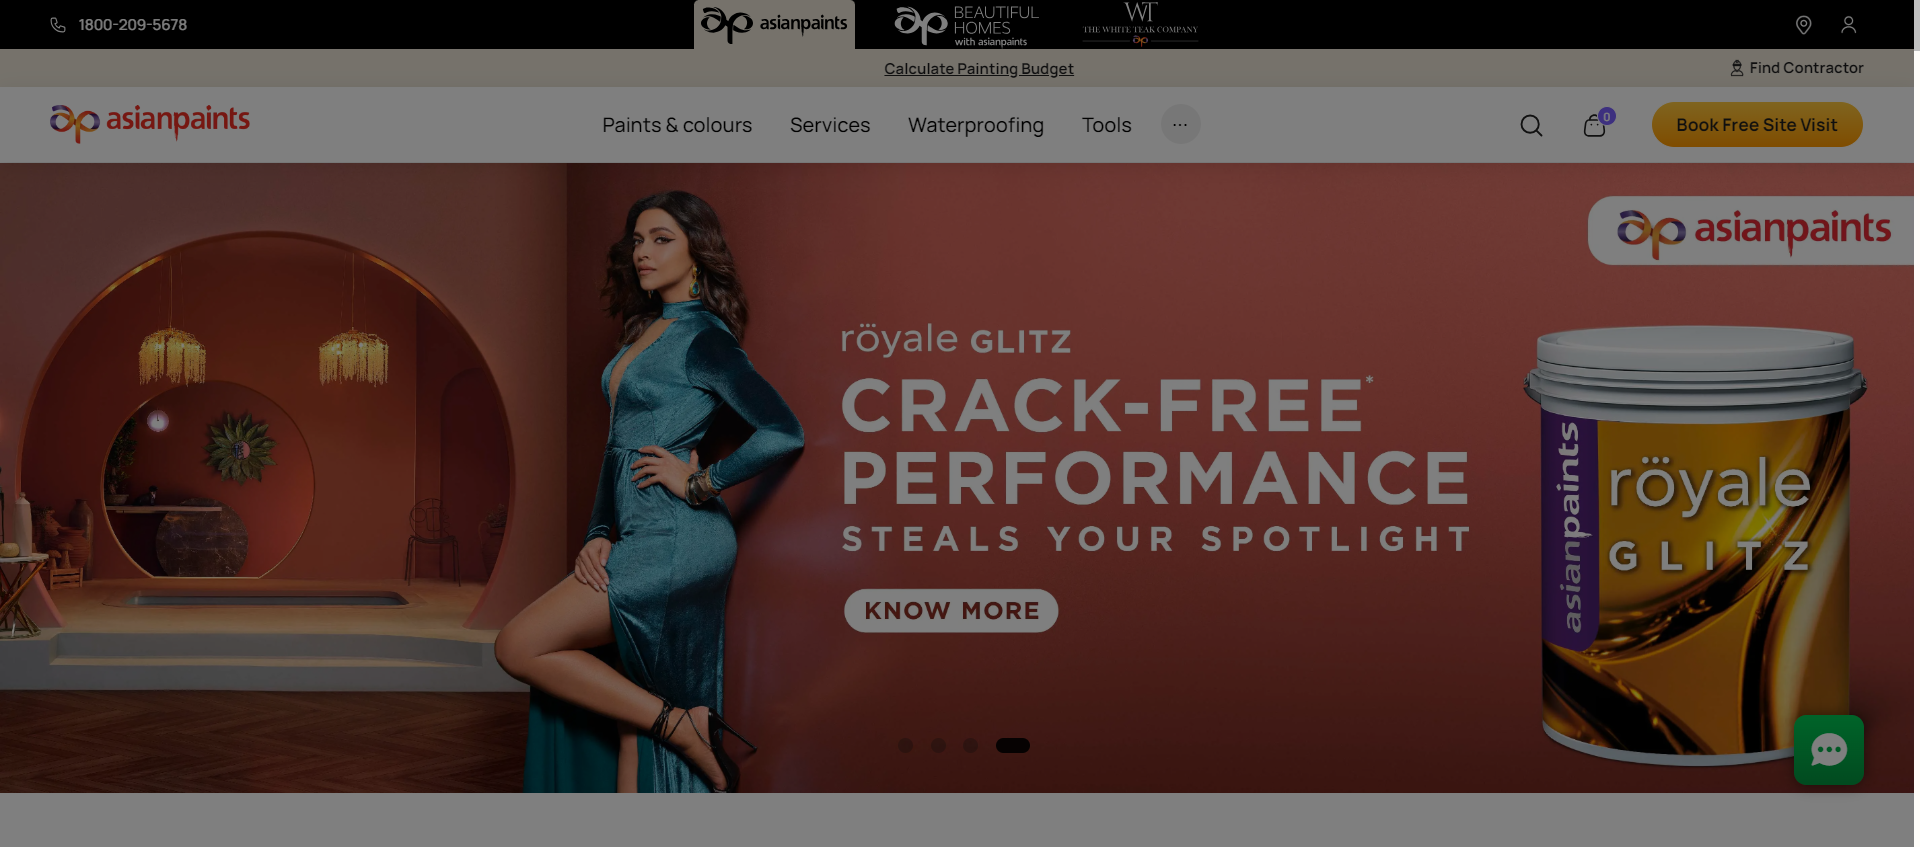 1800-209-5678
asianpaints
BEAUTIFUL
HOMES
with asianpaints
WT
THE WHITE TEAK COMPANY
Calculate Painting Budget
Find Contractor
asianpaints
Paints & colours
Services
Waterproofing
Tools
...
0
Book Free Site Visit
asianpaints
röyale GLITZ
CRACK-FREE*
PERFORMANCE
STEALS YOUR SPOTLIGHT
KNOW MORE
asianpaints
röyale
GLITZ